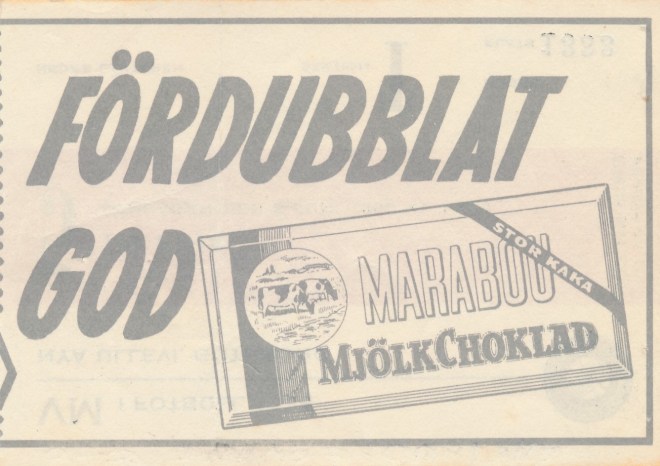 FÖRDUBBLAT
GOD
STOR KAKA
MARABOU
MJÖLKCHOKLAD